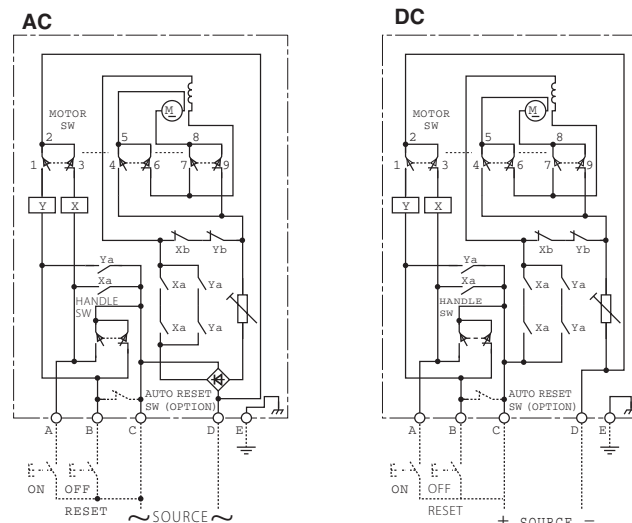 AC
MOTOR
SW
2
5
8
M
1
3
4
6
7
9
Y
X
Xb
Yb
Ya
Xa
HANDLE
SW
Xa
Ya
Xa
Ya
AUTO RESET
SW (OPTION)
A
B
C
D
E
ON
OFF
RESET
~SOURCE~
DC
MOTOR
SW
2
5
8
M
1
3
4
6
7
9
Y
X
Xb
Yb
Ya
Xa
HANDLE
SW
Xa
Ya
Xa
Ya
AUTO RESET
SW (OPTION)
A
B
C
D
E
ON
OFF
RESET
+ SOURCE −